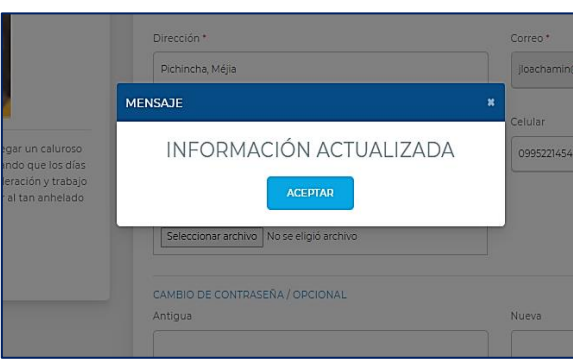 Dirección *
Correo *
Pichincha, Méjia
jloachamin
MENSAJE
INFORMACIÓN ACTUALIZADA
ACEPTAR
Celular
0995221454
egar un caluroso
ando que los días
leración y trabajo
r al tan anhelado
Seleccionar archivo No se eligió archivo
CAMBIO DE CONTRASEÑA / OPCIONAL
Antigua
Nueva